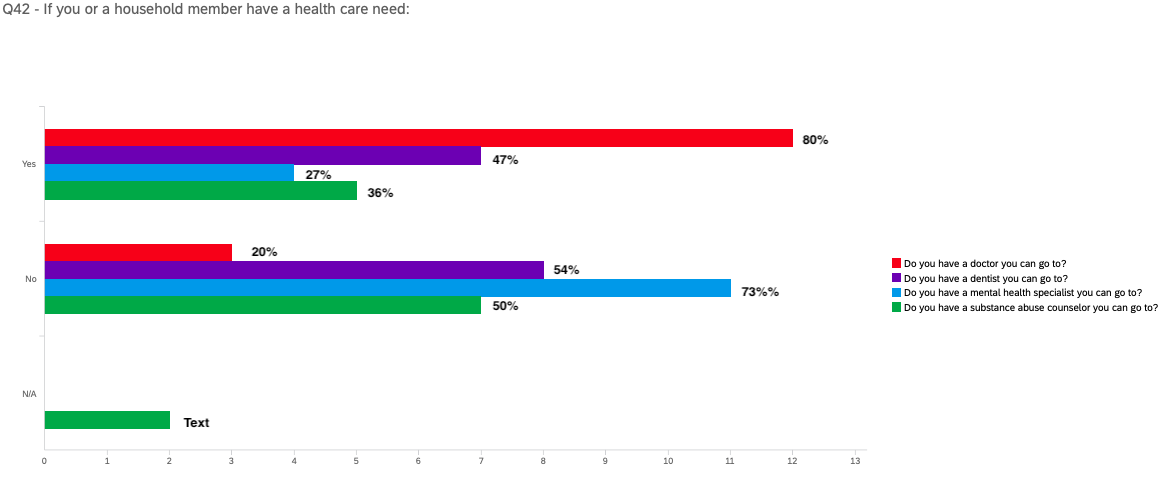 Q42 - If you or a household member have a health care need:
80%
Yes
47%
27%
36%
20%
No
54%
73%%
50%
Do you have a doctor you can go to?
Do you have a dentist you can go to?
Do you have a mental health specialist you can go to?
Do you have a substance abuse counselor you can go to?
N/A
Text
0 1 2 3 4 5 6 7 8 9 10 11 12 13